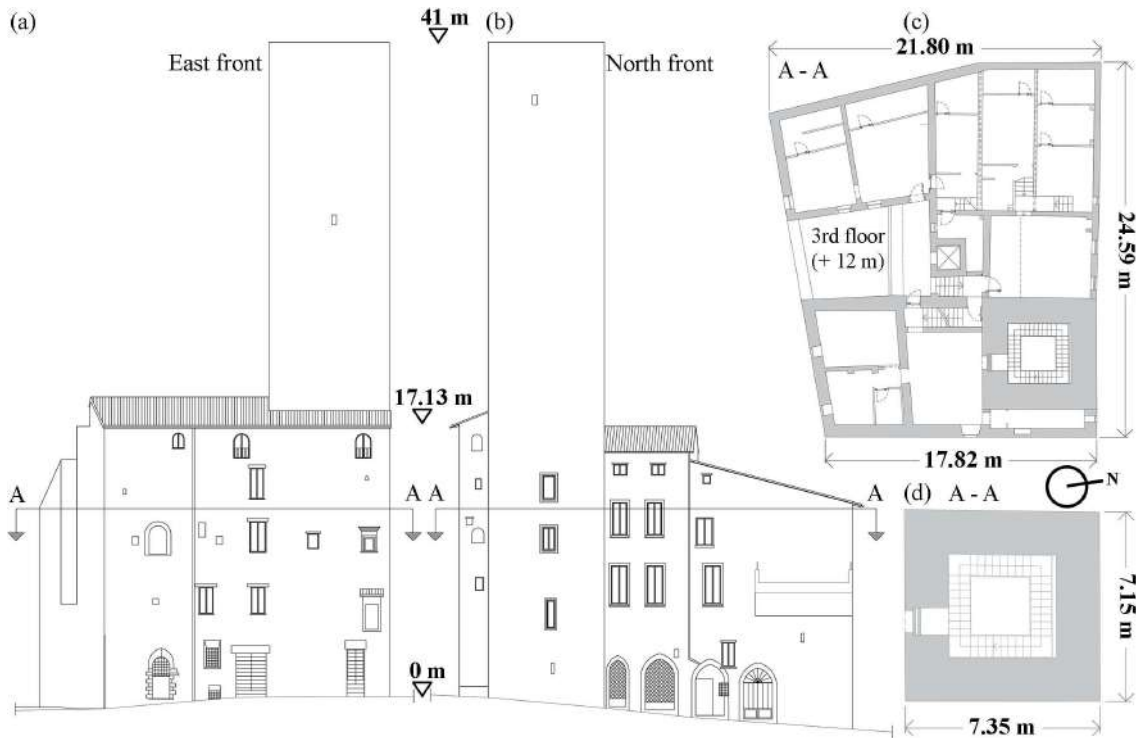 (a)
41 m
(b)
(c)
21.80 m
East front
North front
A - A
24.59 m
3rd floor
(+ 12 m)
17.13 m
A
A
A
A
17.82 m
N
(d)
A - A
7.15 m
0 m
7.35 m